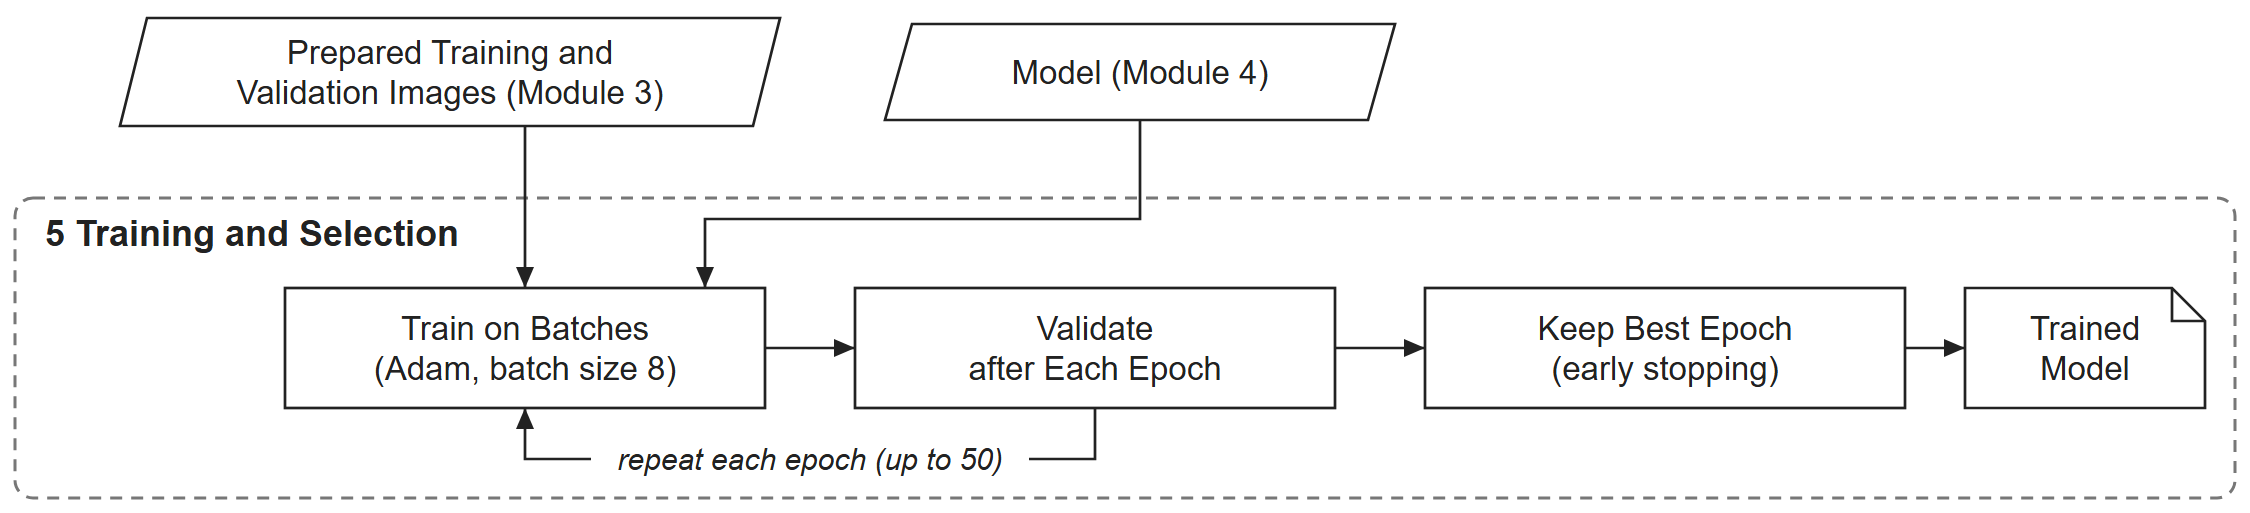 Prepared Training and
Validation Images (Module 3)
Model (Module 4)
5 Training and Selection
Train on Batches
(Adam, batch size 8)
Validate
after Each Epoch
Keep Best Epoch
(early stopping)
Trained
Model
repeat each epoch (up to 50)